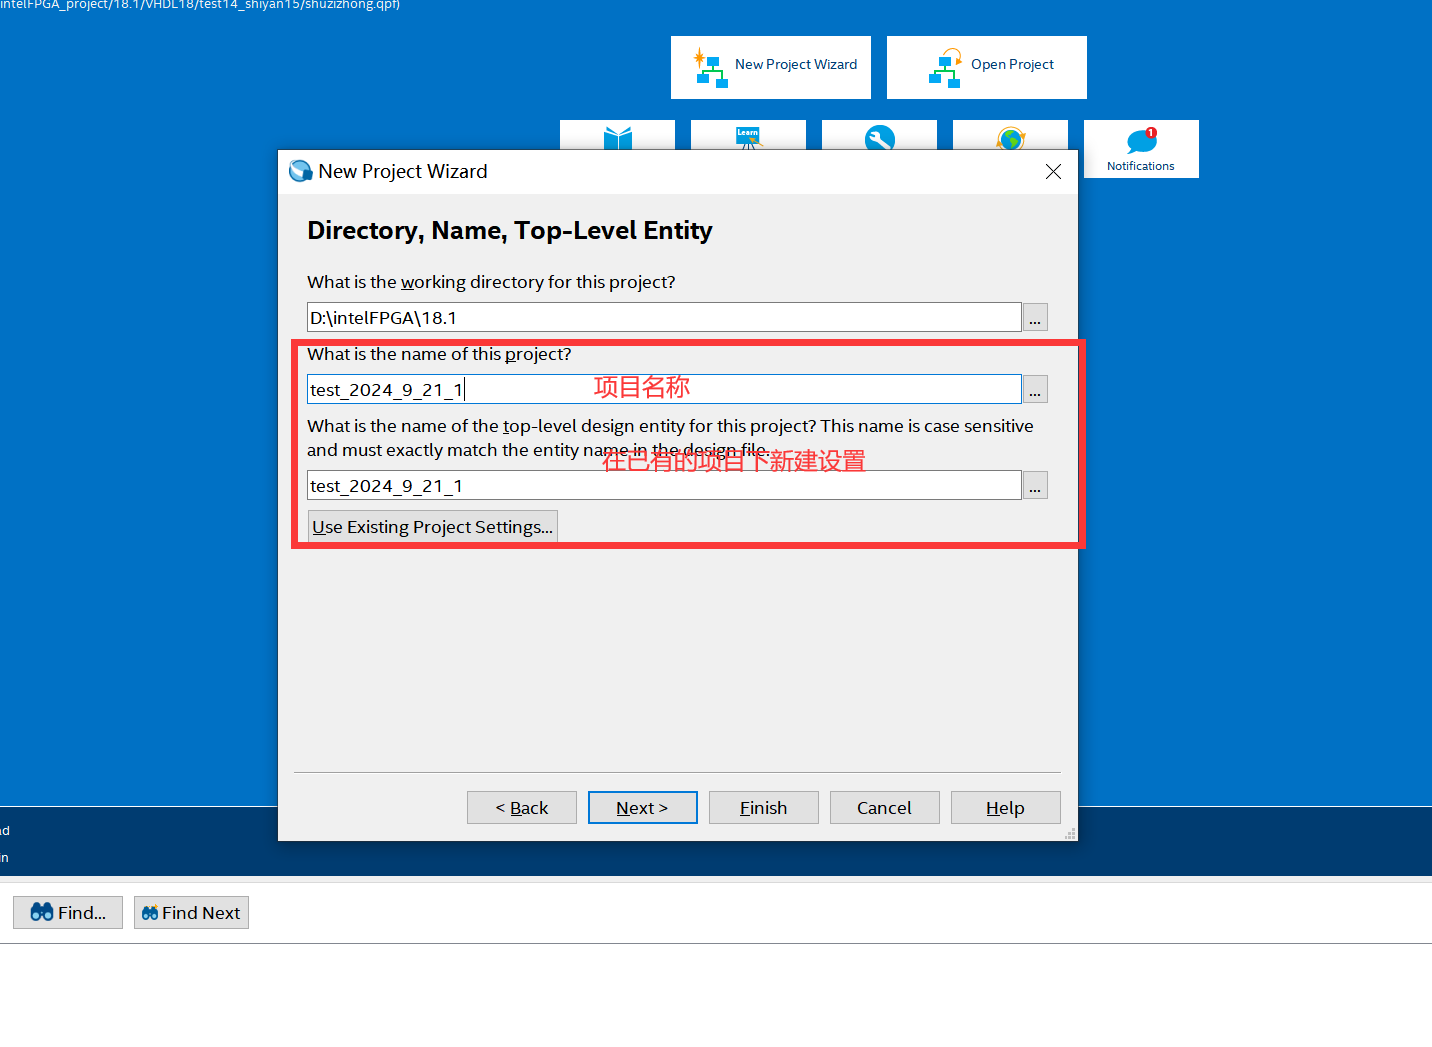 intelFPGA_project/18.1/VHDL18/test14_shiyan15/shuzizhong.qpf)
New Project Wizard
Open Project
Learn
1
Notifications
New Project Wizard
Directory, Name, Top-Level Entity
What is the working directory for this project?
D:\intelFPGA\18.1
...
What is the name of this project?
test_2024_9_21_1
项目名称
...
What is the name of the top-level design entity for this project? This name is case sensitive
and must exactly match the entity name in the design file.
在已有的项目下新建设置
test_2024_9_21_1
...
Use Existing Project Settings...
< Back
Next >
Finish
Cancel
Help
ad
in
Find...
Find Next